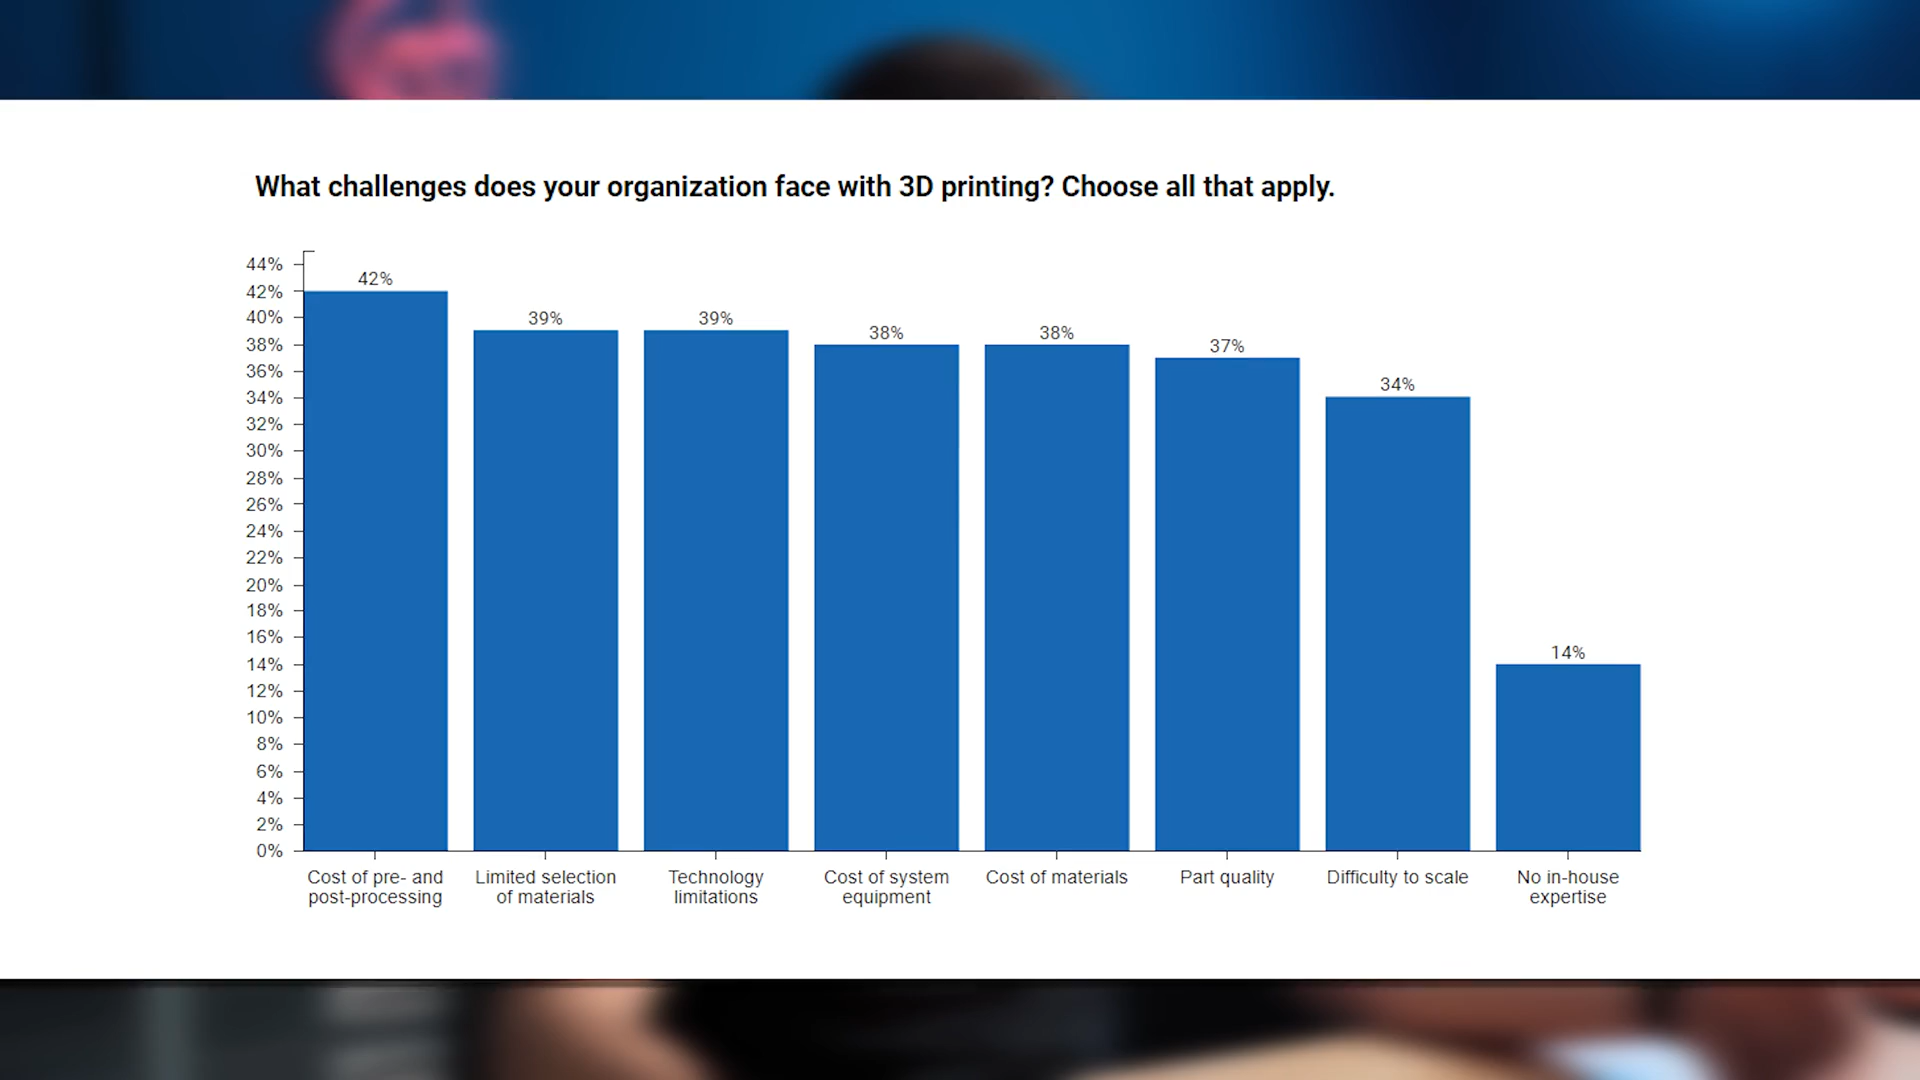 What challenges does your organization face with 3D printing? Choose all that apply.
44%
42%
40%
38%
36%
34%
32%
30%
28%
26%
24%
22%
20%
18%
16%
14%
12%
10%
8%
6%
4%
2%
0%
42%
39%
39%
38%
38%
37%
34%
14%
Cost of pre- and
post-processing
Limited selection
of materials
Technology
limitations
Cost of system
equipment
Cost of materials
Part quality
Difficulty to scale
No in-house
expertise